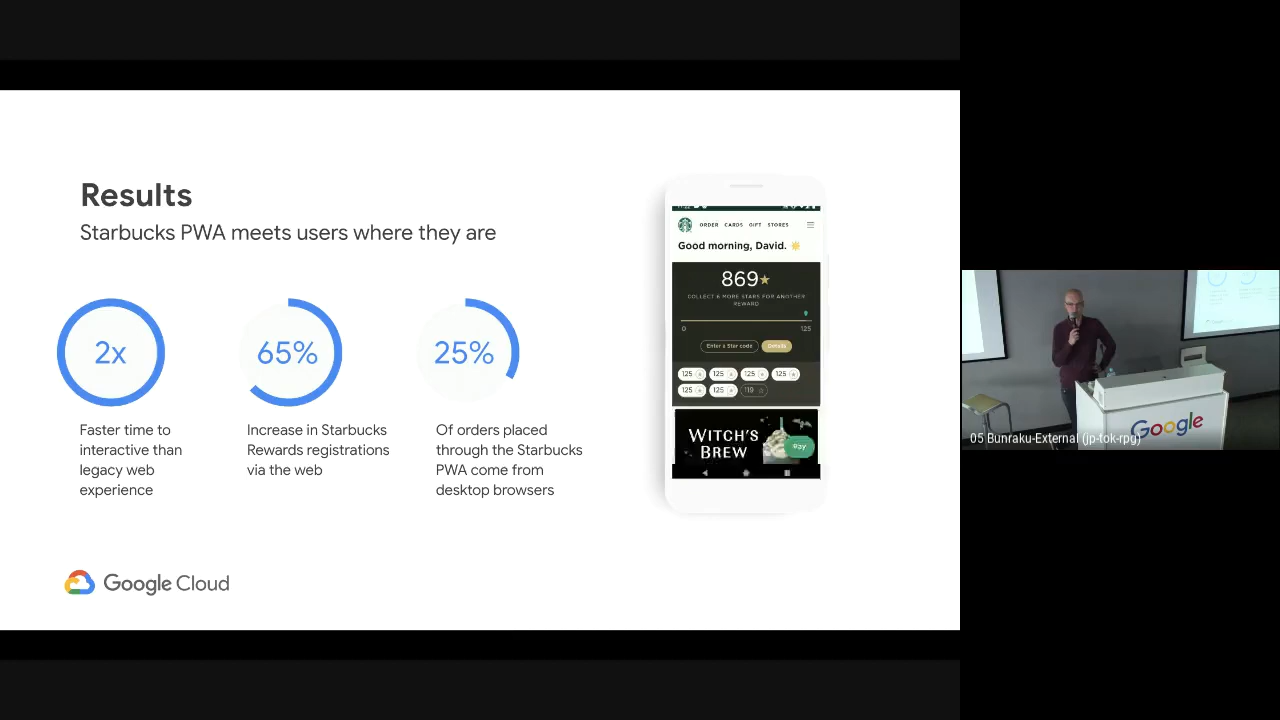 Results
Starbucks PWA meets users where they are
2x
65%
25%
Faster time to
interactive than
legacy web
experience
Increase in Starbucks
Rewards registrations
via the web
Of orders placed
through the Starbucks
PWA come from
desktop browsers
ORDER CARDS GIFT STORES
Good morning, David.
869★
COLLECT 6 MORE STARS FOR ANOTHER
REWARD
0 125
Enter a Star code Details
125 125 125 125
125 125 119
WITCH'S
BREW
Pay
Google Cloud
Google
05 Bunraku-External (jp-tok-rpg)